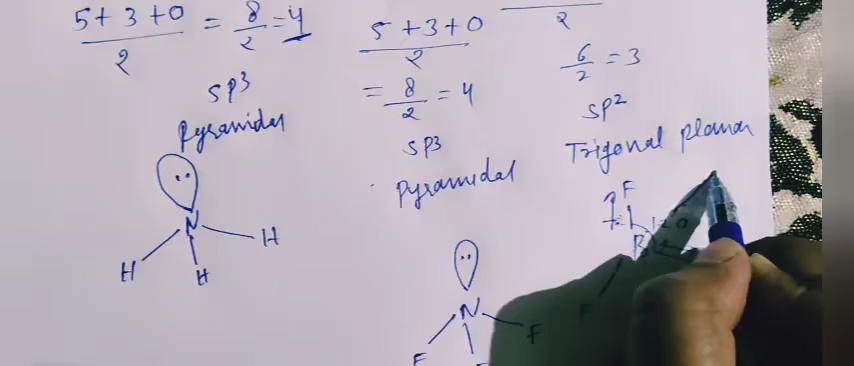 5 + 3 + 0 / 2 = 8/2 = 4
sp3
Pyramidal
N
H H H
5 + 3 + 0 / 2
= 8/2 = 4
sp3
Pyramidal
N
F F
2
6/2 = 3
sp2
Trigonal planar
F
B
F